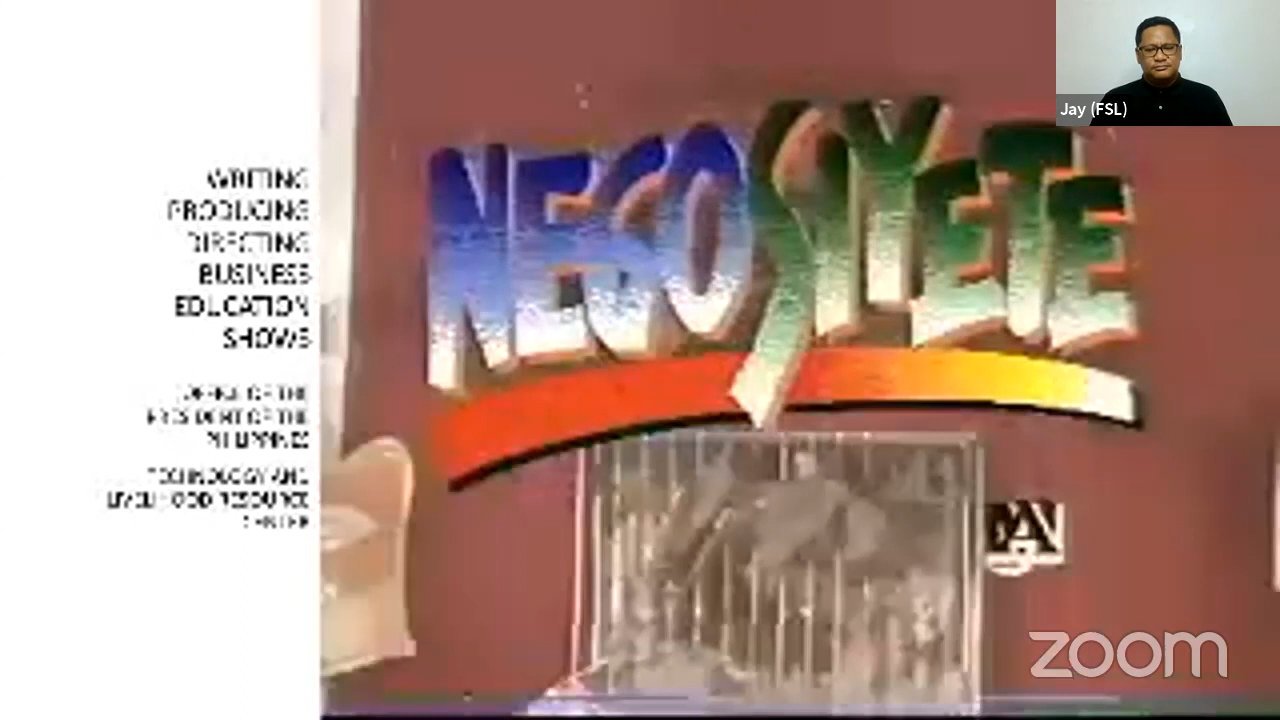 WRITING
PRODUCING
DIRECTING
BUSINESS
EDUCATION
SHOWS
OFFICE OF THE
PRESIDENT OF THE
PHILIPPINES
TECHNOLOGY AND
LIVELIHOOD RESOURCE
CENTER
NEGOSIYETE
Jay (FSL)
zoom